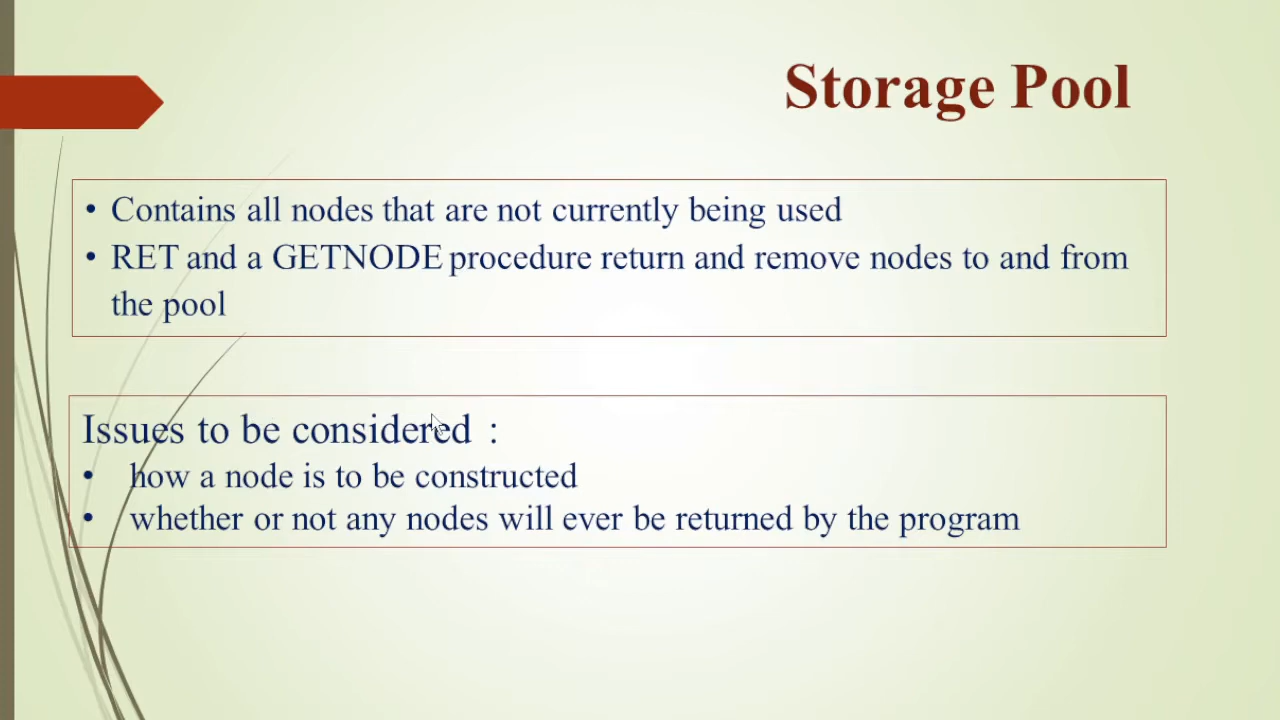 Storage Pool
• Contains all nodes that are not currently being used
• RET and a GETNODE procedure return and remove nodes to and from
the pool
Issues to be considered :
• how a node is to be constructed
• whether or not any nodes will ever be returned by the program